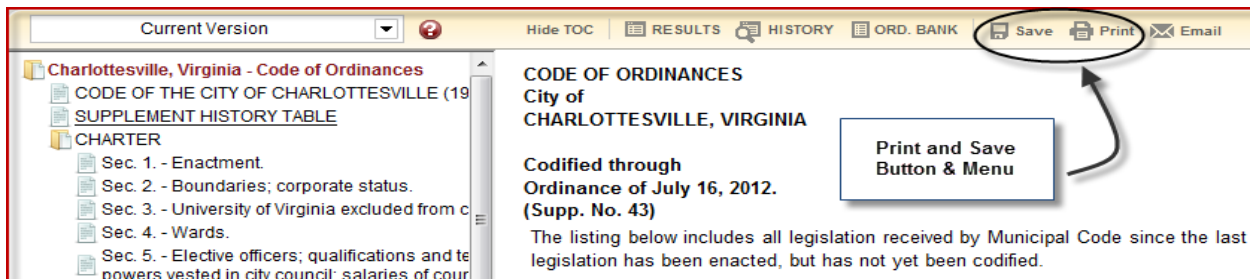 Current Version
Hide TOC
RESULTS
HISTORY
ORD. BANK
Save
Print
Email
Charlottesville, Virginia - Code of Ordinances
CODE OF THE CITY OF CHARLOTTESVILLE (19
SUPPLEMENT HISTORY TABLE
CHARTER
Sec. 1. - Enactment.
Sec. 2. - Boundaries; corporate status.
Sec. 3. - University of Virginia excluded from c
Sec. 4. - Wards.
Sec. 5. - Elective officers; qualifications and te
powers vested in city council; salaries of cour
CODE OF ORDINANCES
City of
CHARLOTTESVILLE, VIRGINIA
Codified through
Ordinance of July 16, 2012.
(Supp. No. 43)
The listing below includes all legislation received by Municipal Code since the last
legislation has been enacted, but has not yet been codified.
Print and Save
Button & Menu